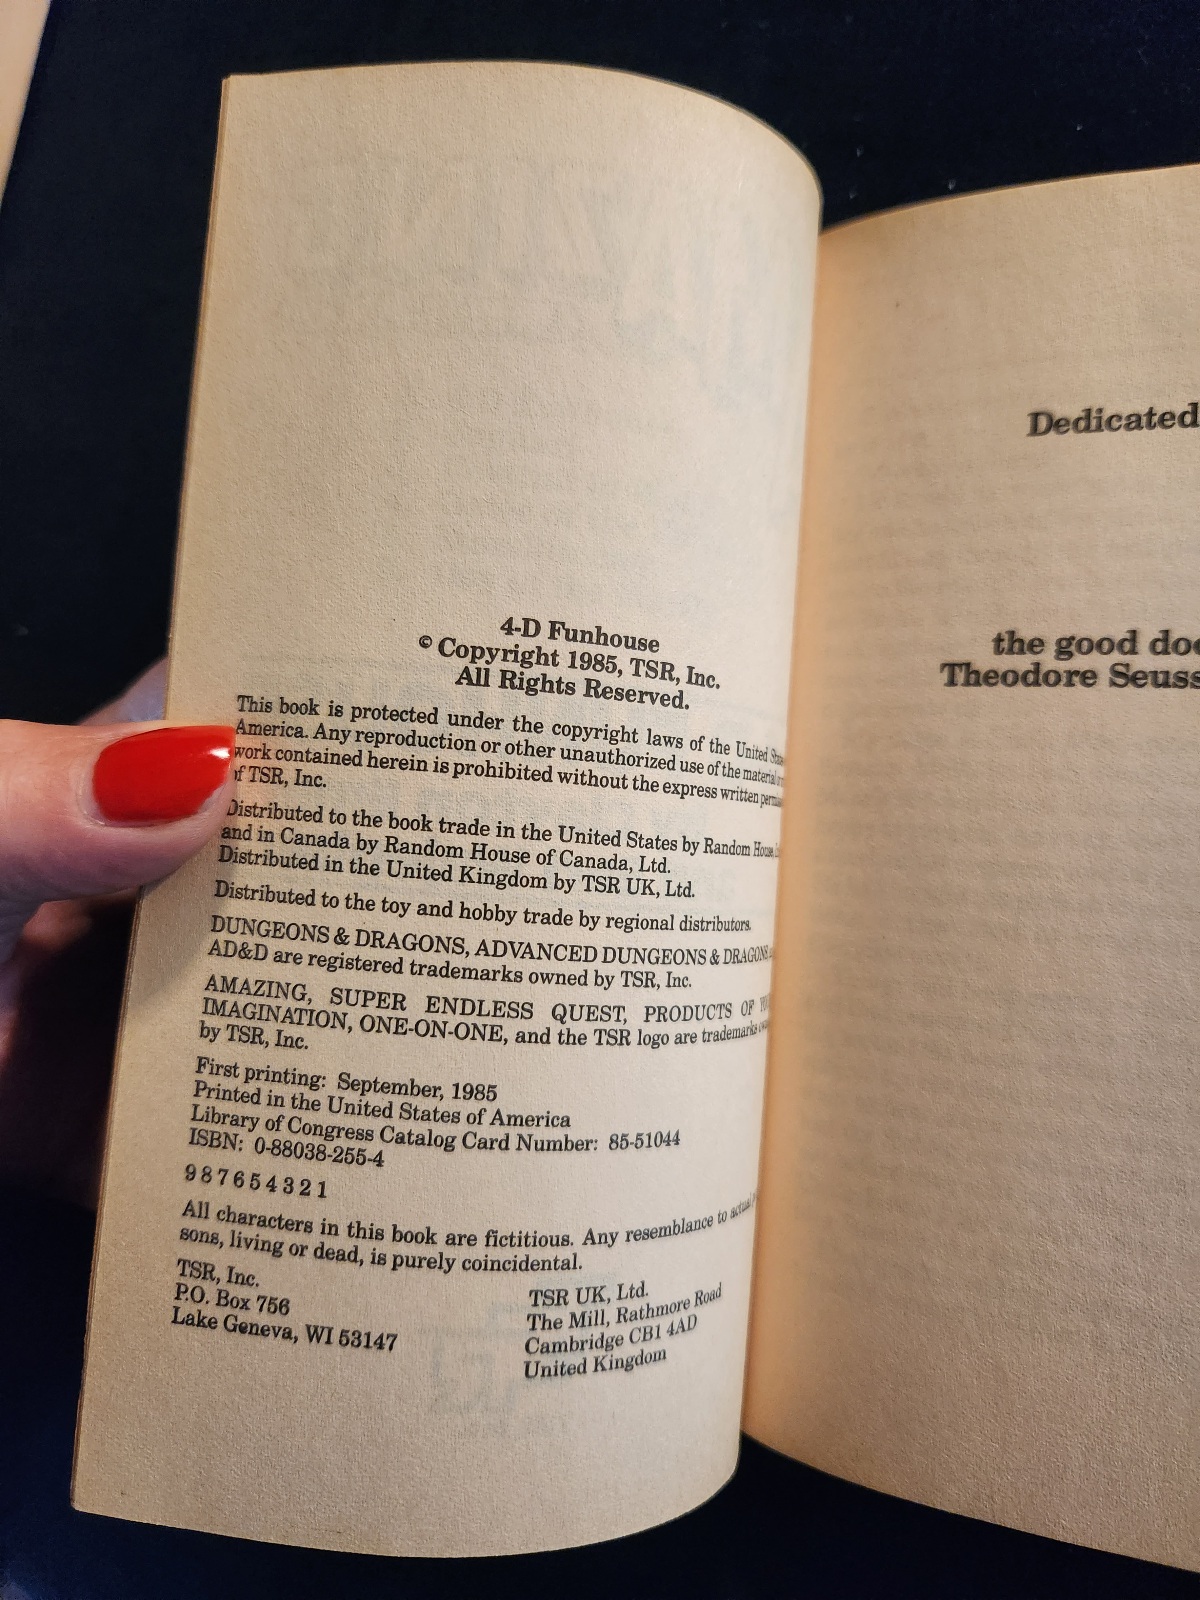 4-D Funhouse
© Copyright 1985, TSR, Inc.
All Rights Reserved.
This book is protected under the copyright laws of the United
America. Any reproduction or other unauthorized use of the material
work contained herein is prohibited without the express written
of TSR, Inc.
Distributed to the book trade in the United States by Random House,
and in Canada by Random House of Canada, Ltd.
Distributed in the United Kingdom by TSR UK, Ltd.
Distributed to the toy and hobby trade by regional distributors.
DUNGEONS & DRAGONS, ADVANCED DUNGEONS & DRAGONS
AD&D are registered trademarks owned by TSR, Inc.
AMAZING, SUPER ENDLESS QUEST, PRODUCTS OF
IMAGINATION, ONE-ON-ONE, and the TSR logo are trademarks
by TSR, Inc.
First printing: September, 1985
Printed in the United States of America
Library of Congress Catalog Card Number: 85-51044
ISBN: 0-88038-255-4
9 8 7 6 5 4 3 2 1
All characters in this book are fictitious. Any resemblance to actual
sons, living or dead, is purely coincidental.
TSR, Inc.
P.O. Box 756
Lake Geneva, WI 53147
TSR UK, Ltd.
The Mill, Rathmore Road
Cambridge CB1 4AD
United Kingdom
Dedicated
the good doc
Theodore Seuss